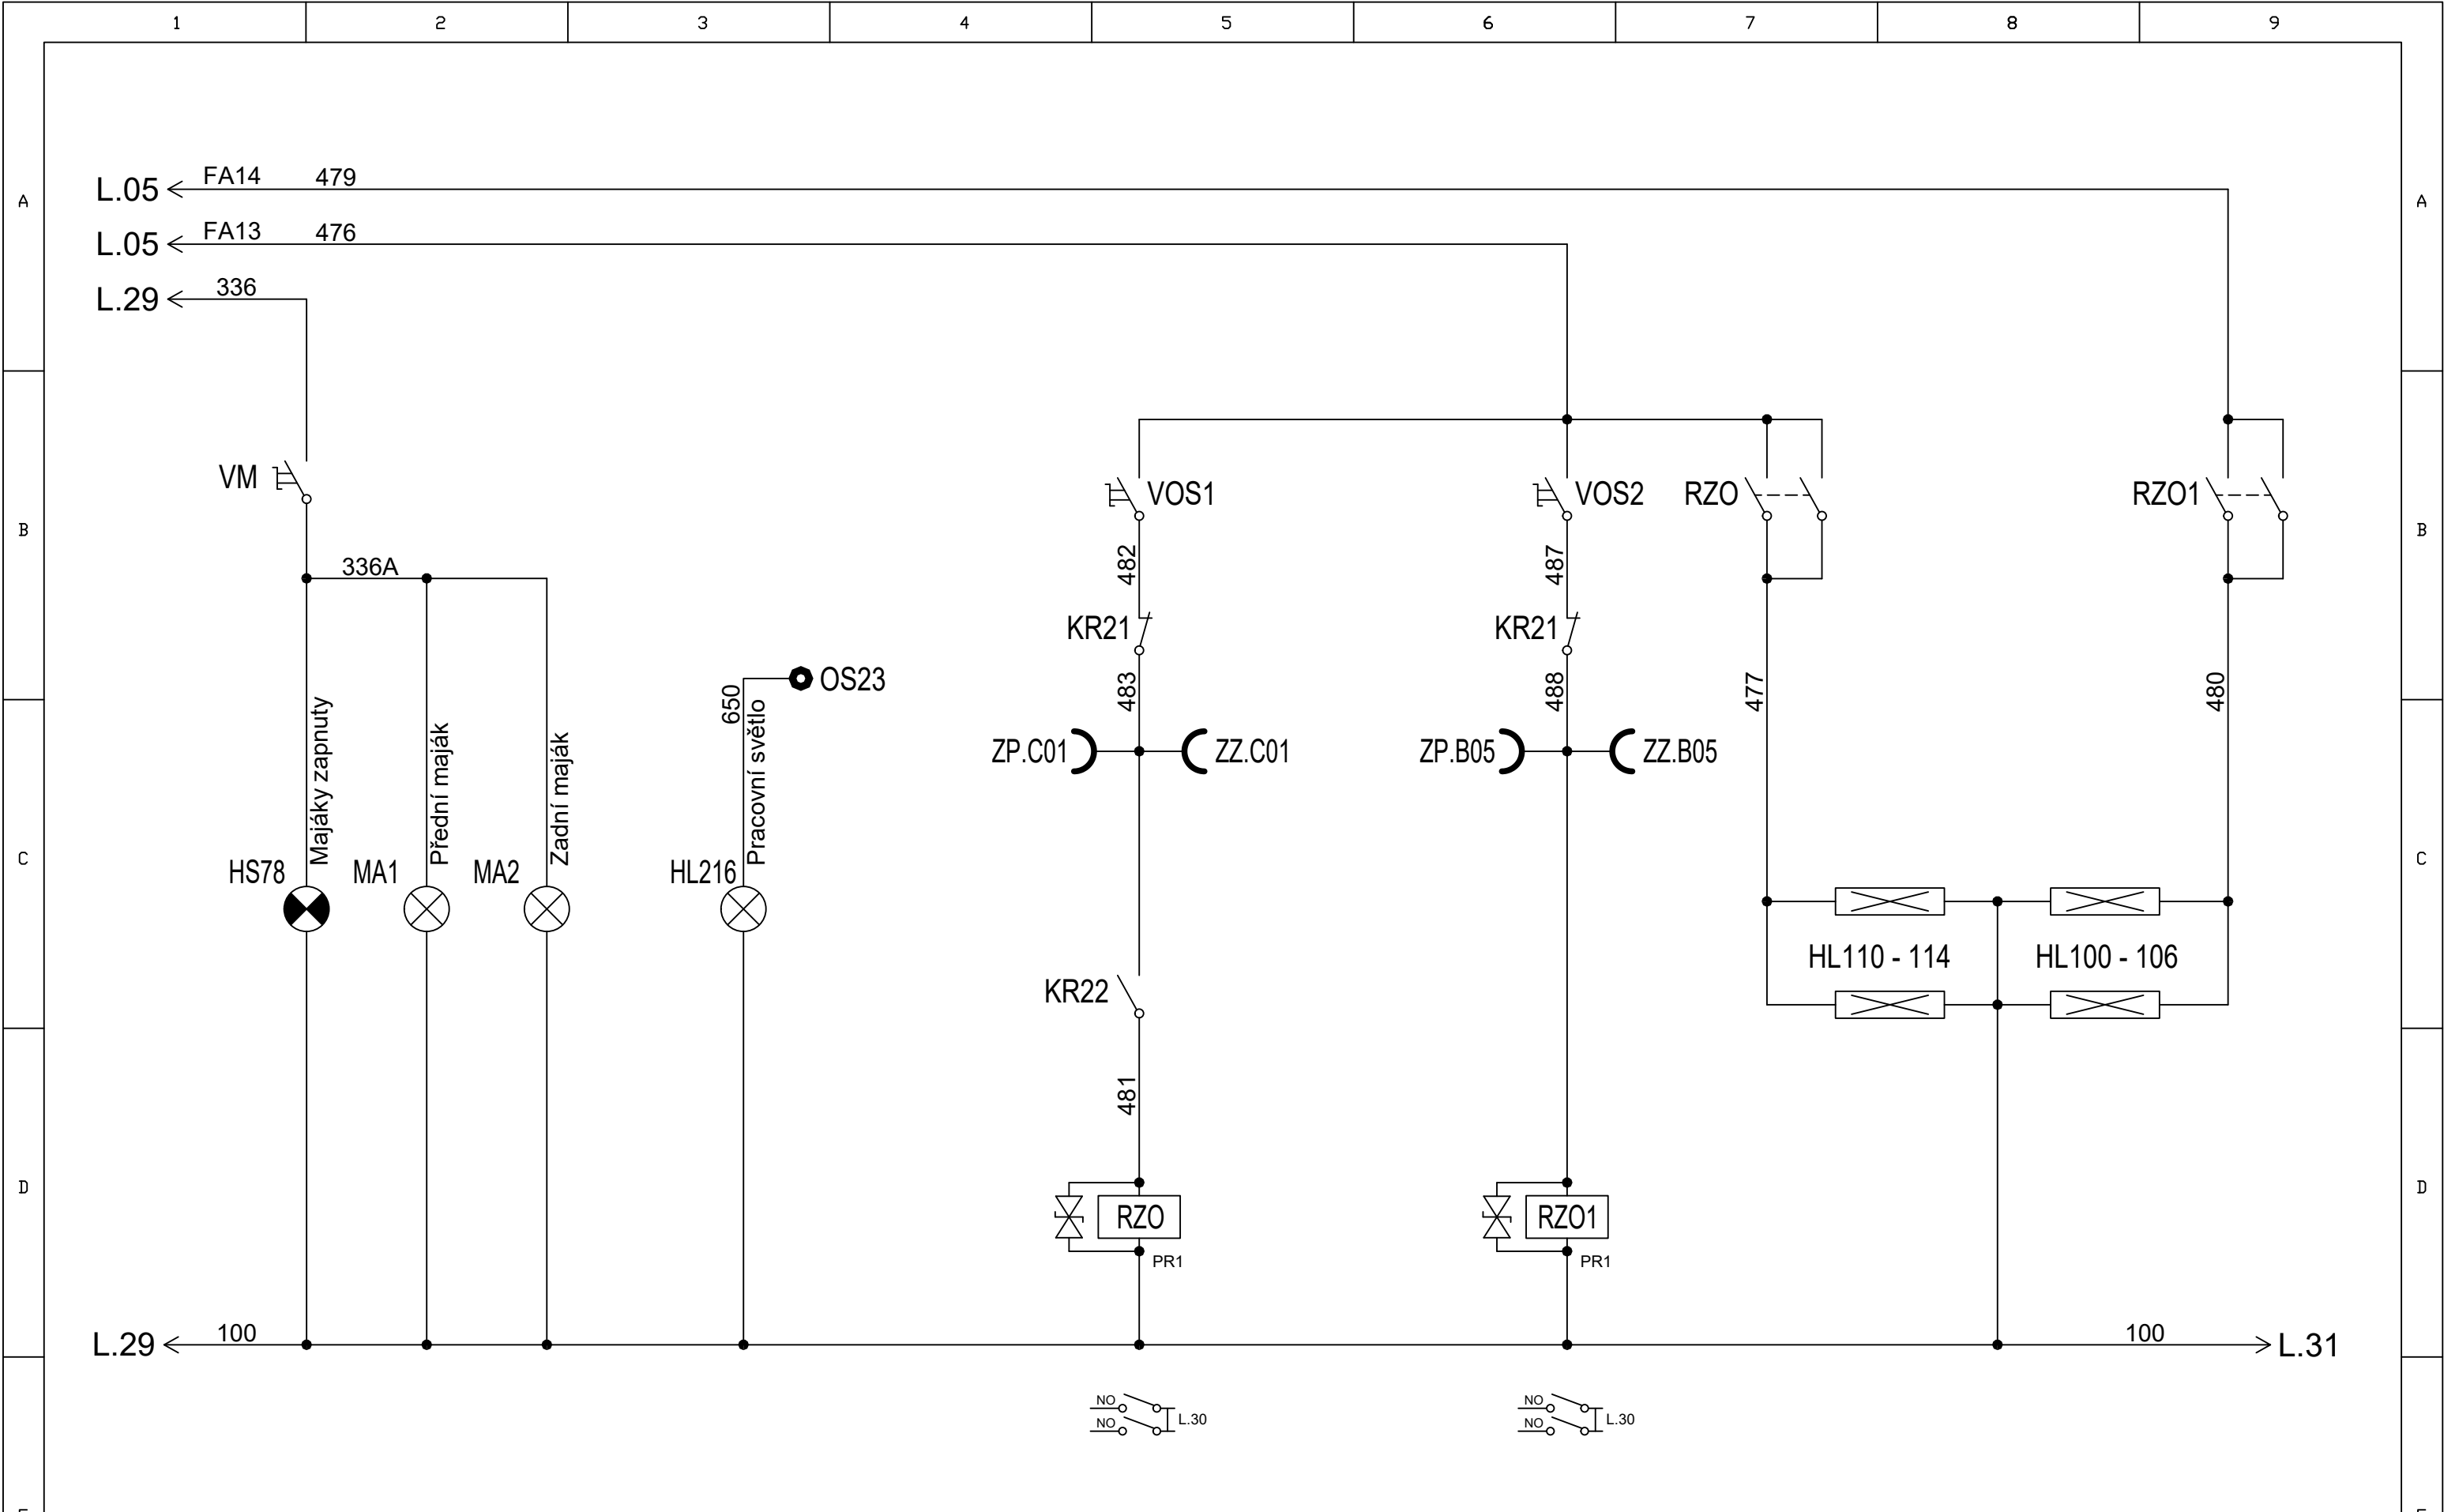 1 2 3 4 5 6 7 8 9
L.05 FA14 479
A A
L.05 FA13 476
L.29 336
VM VOS1 VOS2 RZO RZO1
B B
336A 482 487
KR21 KR21
OS23
650 483 488 477 480
Majáky zapnuty Přední maják Zadní maják Pracovní světlo
ZP.C01 ZZ.C01 ZP.B05 ZZ.B05
C C
HS78 MA1 MA2 HL216
HL110 - 114 HL100 - 106
KR22
481
D D
RZO RZO1
PR1 PR1
L.29 100 100 L.31
NO NO
L.30 L.30
NO NO